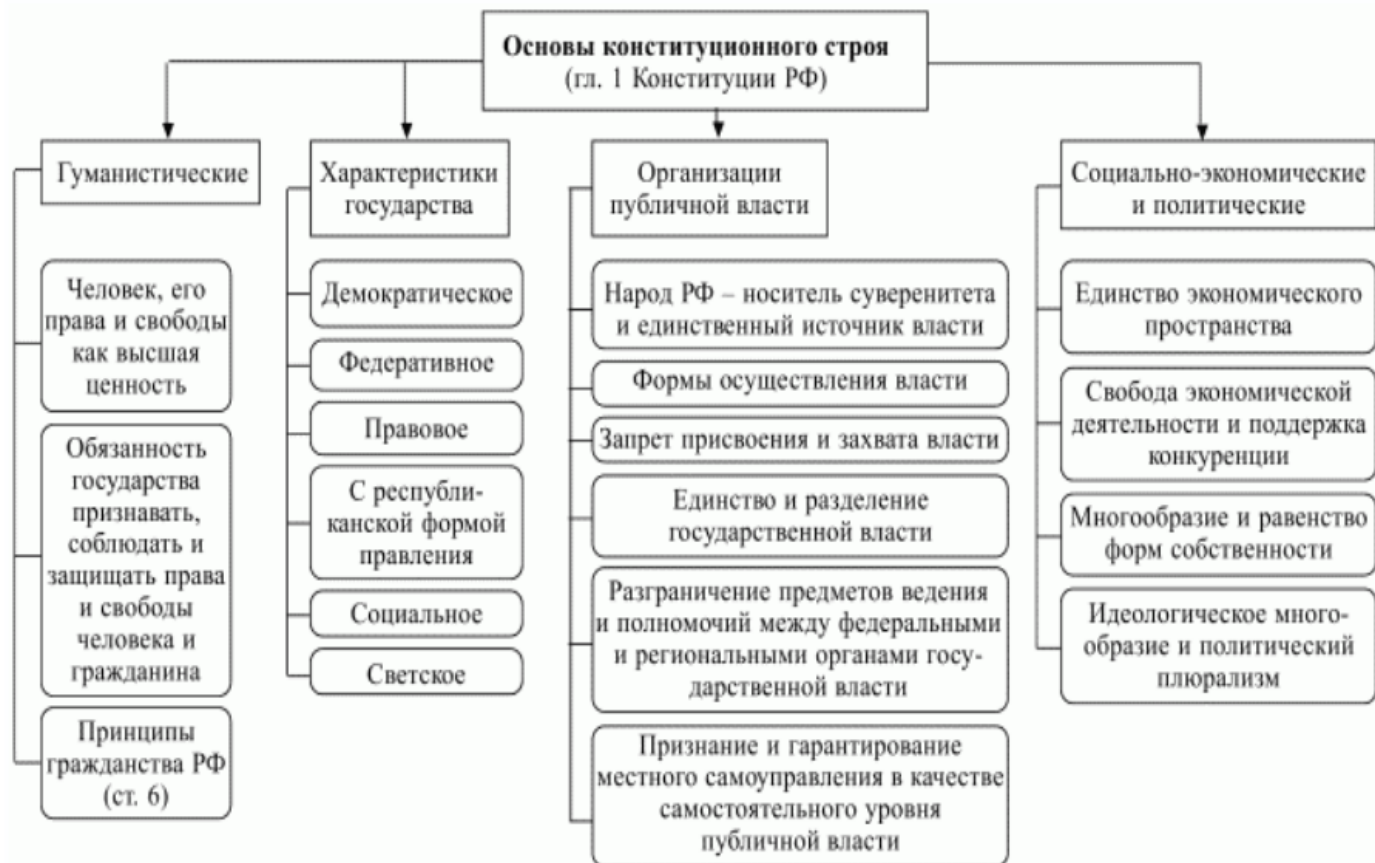 Основы конституционного строя
(гл. 1 Конституции РФ)
Гуманистические
Человек, его
права и свободы
как высшая
ценность
Обязанность
государства
признавать,
соблюдать и
защищать права
и свободы
человека и
гражданина
Принципы
гражданства РФ
(ст. 6)
Характеристики
государства
Демократическое
Федеративное
Правовое
С республи-
канской формой
правления
Социальное
Светское
Организации
публичной власти
Народ РФ – носитель суверенитета
и единственный источник власти
Формы осуществления власти
Запрет присвоения и захвата власти
Единство и разделение
государственной власти
Разграничение предметов ведения
и полномочий между федеральными
и региональными органами госу-
дарственной власти
Признание и гарантирование
местного самоуправления в качестве
самостоятельного уровня
публичной власти
Социально-экономические
и политические
Единство экономического
пространства
Свобода экономической
деятельности и поддержка
конкуренции
Многообразие и равенство
форм собственности
Идеологическое много-
образие и политический
плюрализм